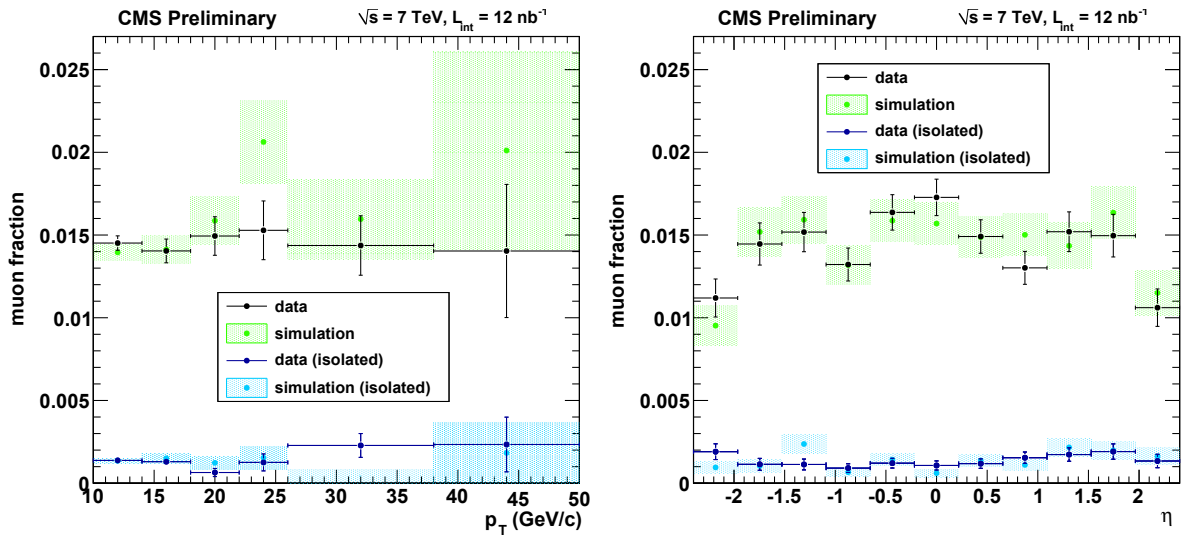 CMS Preliminary √s = 7 TeV, L_int = 12 nb⁻¹
muon fraction
0.025
0.02
0.015
0.01
0.005
0
data
simulation
data (isolated)
simulation (isolated)
10 15 20 25 30 35 40 45 50
p_T (GeV/c)
CMS Preliminary √s = 7 TeV, L_int = 12 nb⁻¹
muon fraction
0.025
0.02
0.015
0.01
0.005
0
data
simulation
data (isolated)
simulation (isolated)
-2 -1.5 -1 -0.5 0 0.5 1 1.5 2
η